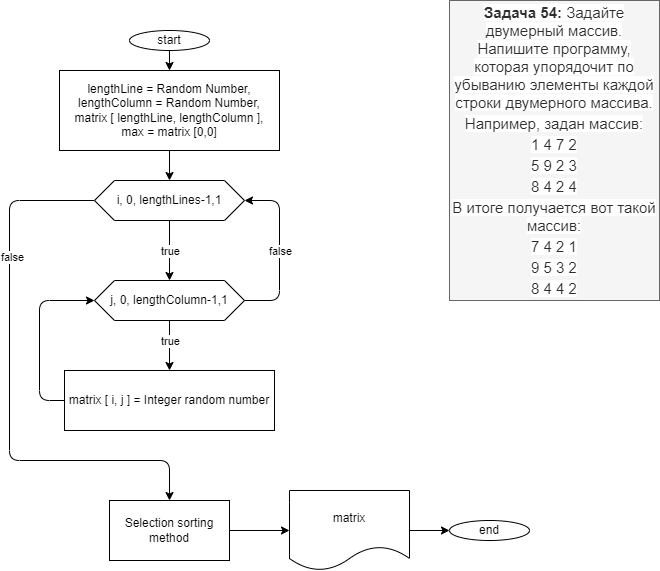 start
lengthLine = Random Number,
lengthColumn = Random Number,
matrix [ lengthLine, lengthColumn ],
max = matrix [0,0]
i, 0, lengthLines-1,1
false
true
false
j, 0, lengthColumn-1,1
true
matrix [ i, j ] = Integer random number
Selection sorting
method
matrix
end
Задача 54: Задайте
двумерный массив.
Напишите программу,
которая упорядочит по
убыванию элементы каждой
строки двумерного массива.
Например, задан массив:
1 4 7 2
5 9 2 3
8 4 2 4
В итоге получается вот такой
массив:
7 4 2 1
9 5 3 2
8 4 4 2